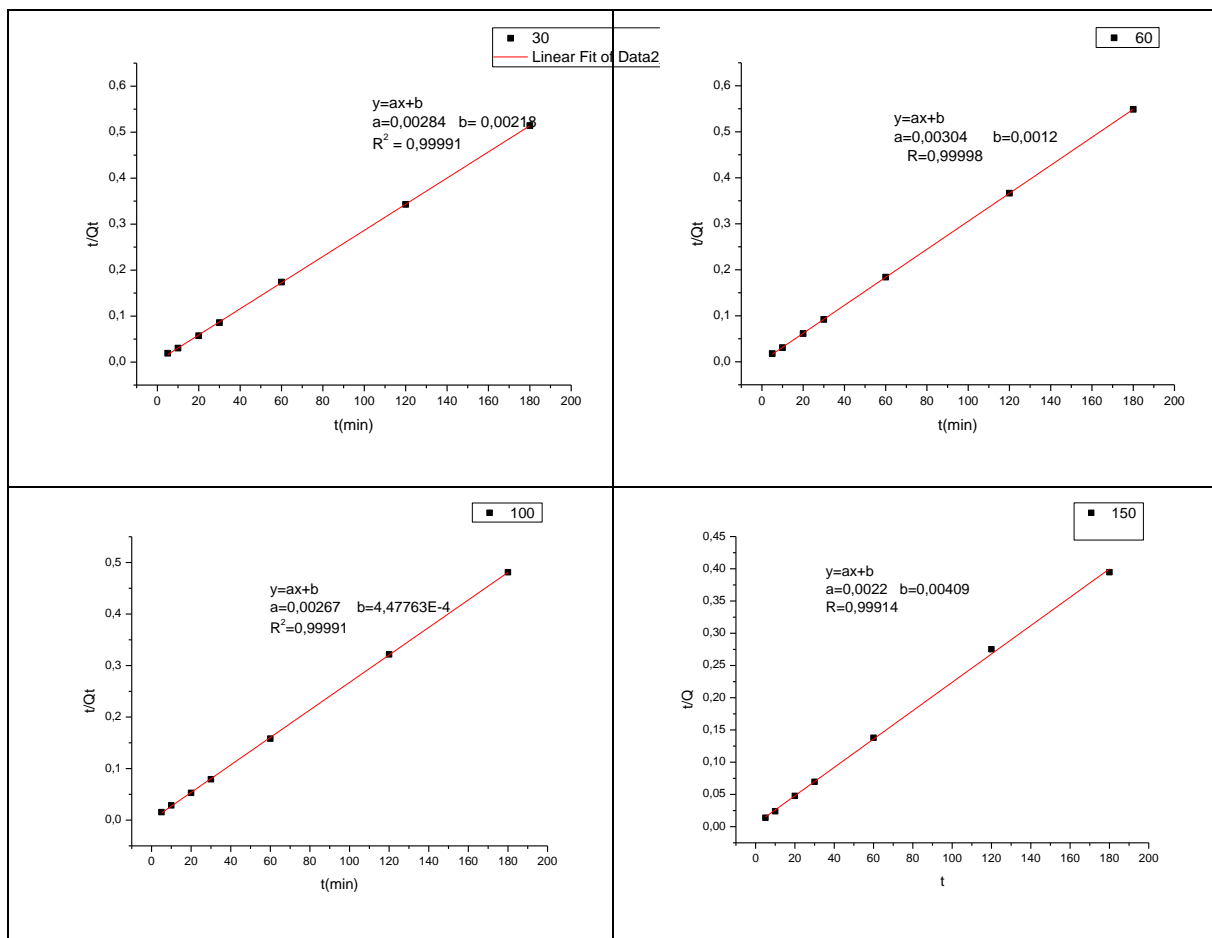 30
Linear Fit of Data2
y=ax+b
a=0,00284 b= 0,00218
R² = 0,99991
0,6
0,5
0,4
0,3
0,2
0,1
0,0
t/Qt
0 20 40 60 80 100 120 140 160 180 200
t(min)
60
y=ax+b
a=0,00304 b=0,0012
R=0,99998
0,6
0,5
0,4
0,3
0,2
0,1
0,0
t/Qt
0 20 40 60 80 100 120 140 160 180 200
t(min)
100
y=ax+b
a=0,00267 b=4,47763E-4
R²=0,99991
0,5
0,4
0,3
0,2
0,1
0,0
t/Qt
0 20 40 60 80 100 120 140 160 180 200
t(min)
150
y=ax+b
a=0,0022 b=0,00409
R=0,99914
0,45
0,40
0,35
0,30
0,25
0,20
0,15
0,10
0,05
0,00
t/Q
0 20 40 60 80 100 120 140 160 180 200
t